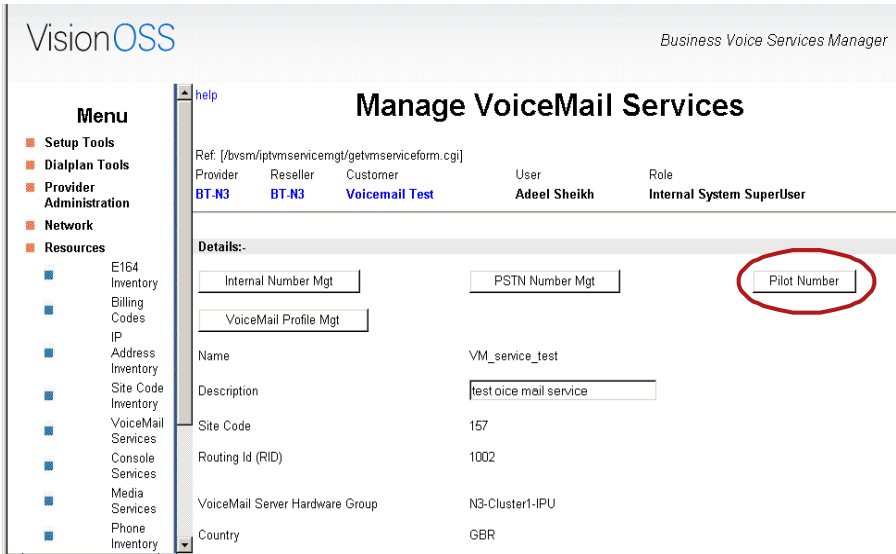 VisionOSS
Business Voice Services Manager
Menu
Setup Tools
Dialplan Tools
Provider
Administration
Network
Resources
E164
Inventory
Billing
Codes
IP
Address
Inventory
Site Code
Inventory
VoiceMail
Services
Console
Services
Media
Services
Phone
Inventory
help
Manage VoiceMail Services
Ref: [/bvsm/iptvmservicemgt/getvmserviceform.cgi]
Provider Reseller Customer User Role
BT-N3 BT-N3 Voicemail Test Adeel Sheikh Internal System SuperUser
Details:-
Internal Number Mgt PSTN Number Mgt Pilot Number
VoiceMail Profile Mgt
Name VM_service_test
Description test oice mail service
Site Code 157
Routing Id (RID) 1002
VoiceMail Server Hardware Group N3-Cluster1-IPU
Country GBR